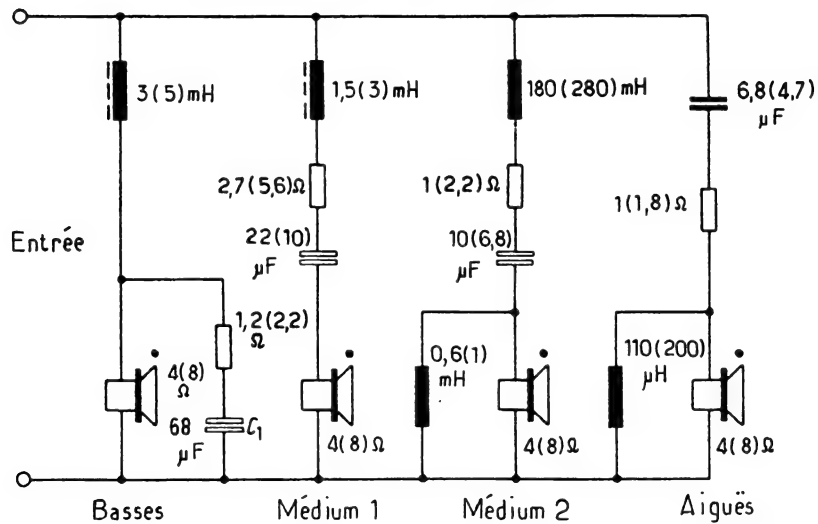 3(5)mH
1,5(3)mH
180(280)mH
6,8(4,7)
μF
2,7(5,6)Ω
1(2,2)Ω
1(1,8)Ω
Entrée
22(10)
μF
10(6,8)
μF
1,2(2,2)
Ω
4(8)
Ω
0,6(1)
mH
110(200)
μH
68
μF
C1
4(8)Ω
4(8)Ω
4(8)Ω
Basses
Médium 1
Médium 2
Aiguës